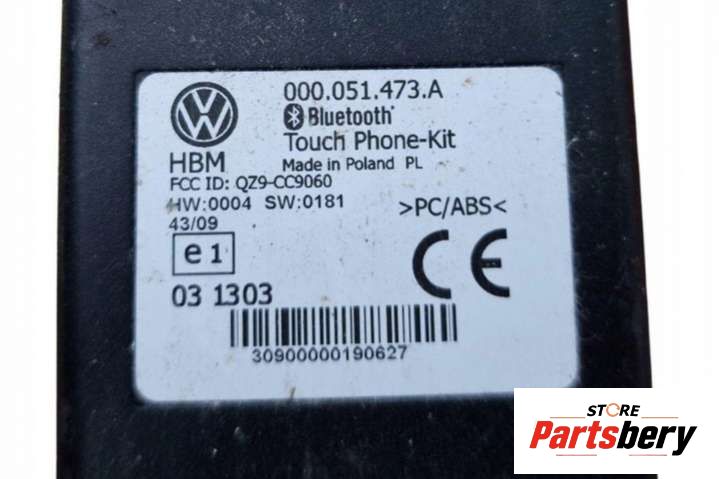 000.051.473.A
Bluetooth
Touch Phone-Kit
HBM Made in Poland PL
FCC ID: QZ9-CC9060
HW:0004 SW:0181 >PC/ABS<
43/09
e1
CE
03 1303
30900000190627
STORE
Partsbery